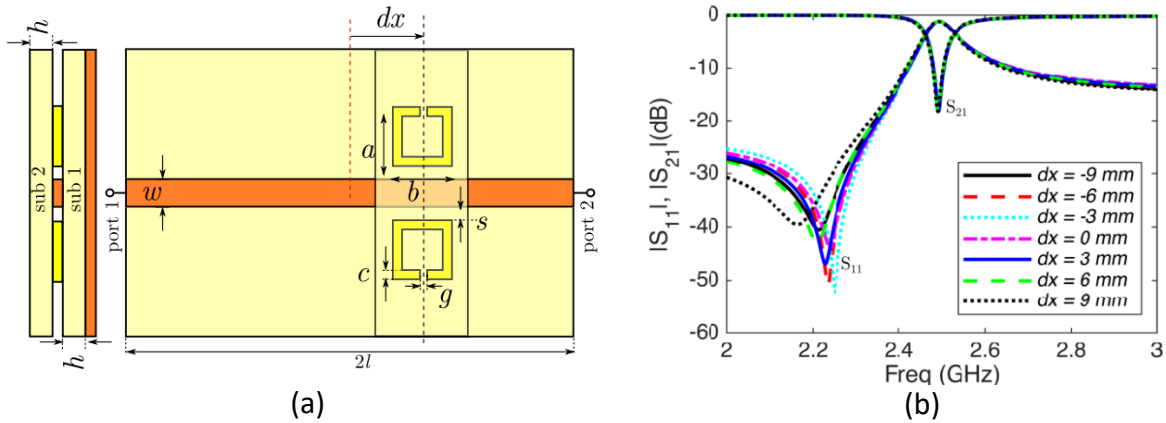 h
dx
sub 2
sub 1
a
w
b
port 1
port 2
s
c
g
h
2l
(a)
|S11|, |S21|(dB)
0
-10
-20
-30
-40
-50
-60
S21
S11
dx = -9 mm
dx = -6 mm
dx = -3 mm
dx = 0 mm
dx = 3 mm
dx = 6 mm
dx = 9 mm
2 2.2 2.4 2.6 2.8 3
Freq (GHz)
(b)